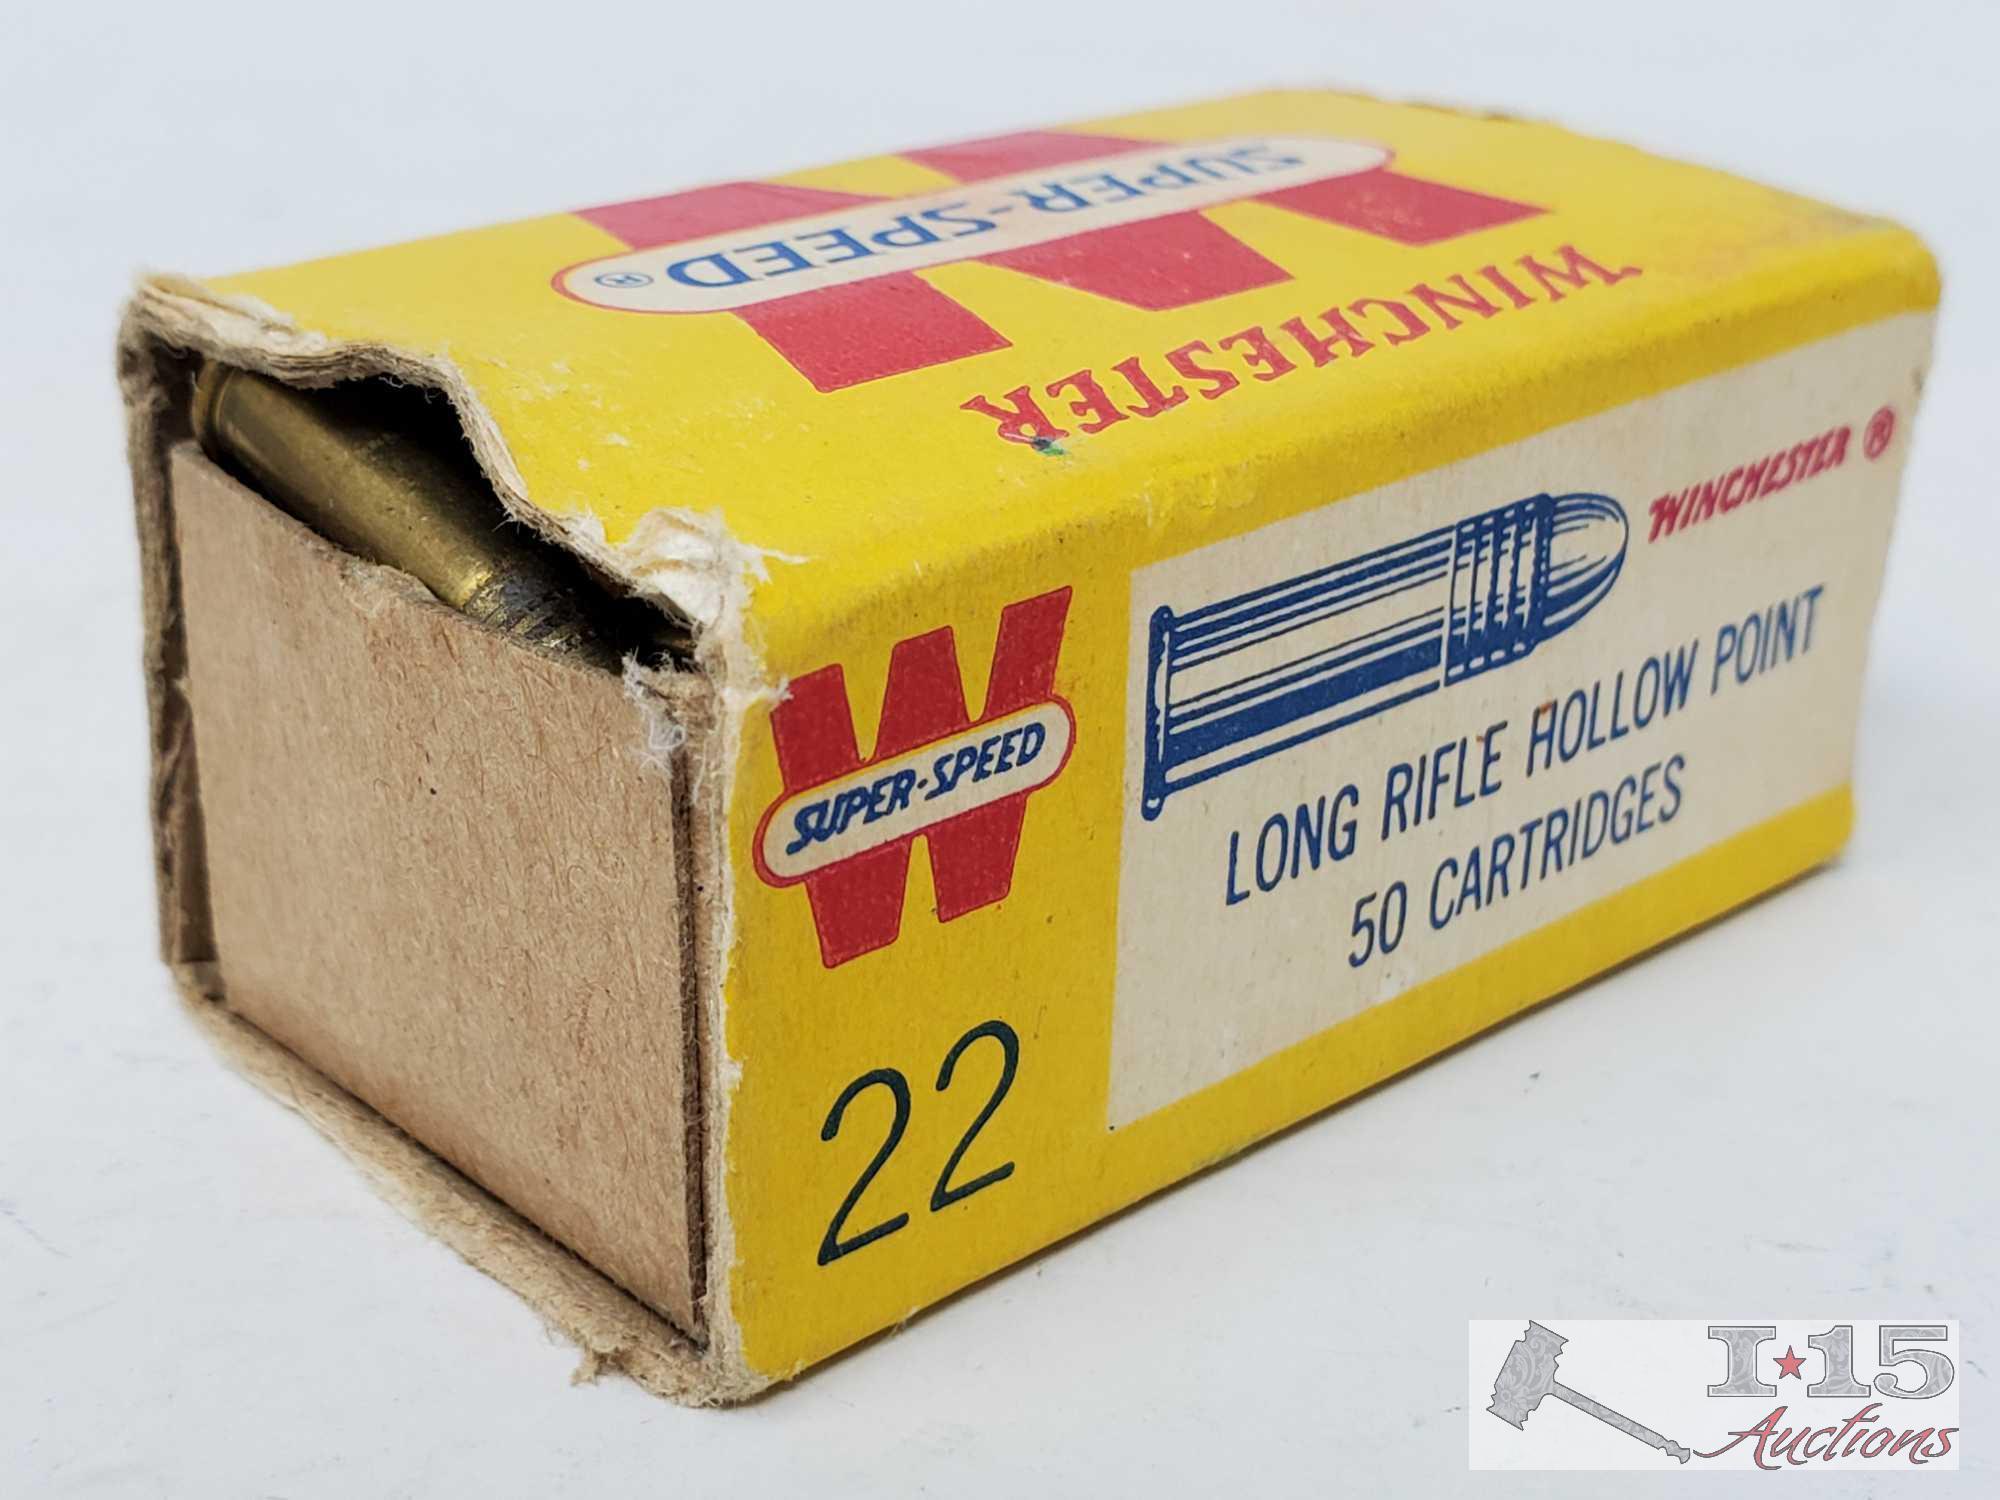 SUPER-SPEED ®
WINCHESTER
WINCHESTER ®
SUPER-SPEED
LONG RIFLE HOLLOW POINT
50 CARTRIDGES
22
I-15
Auctions